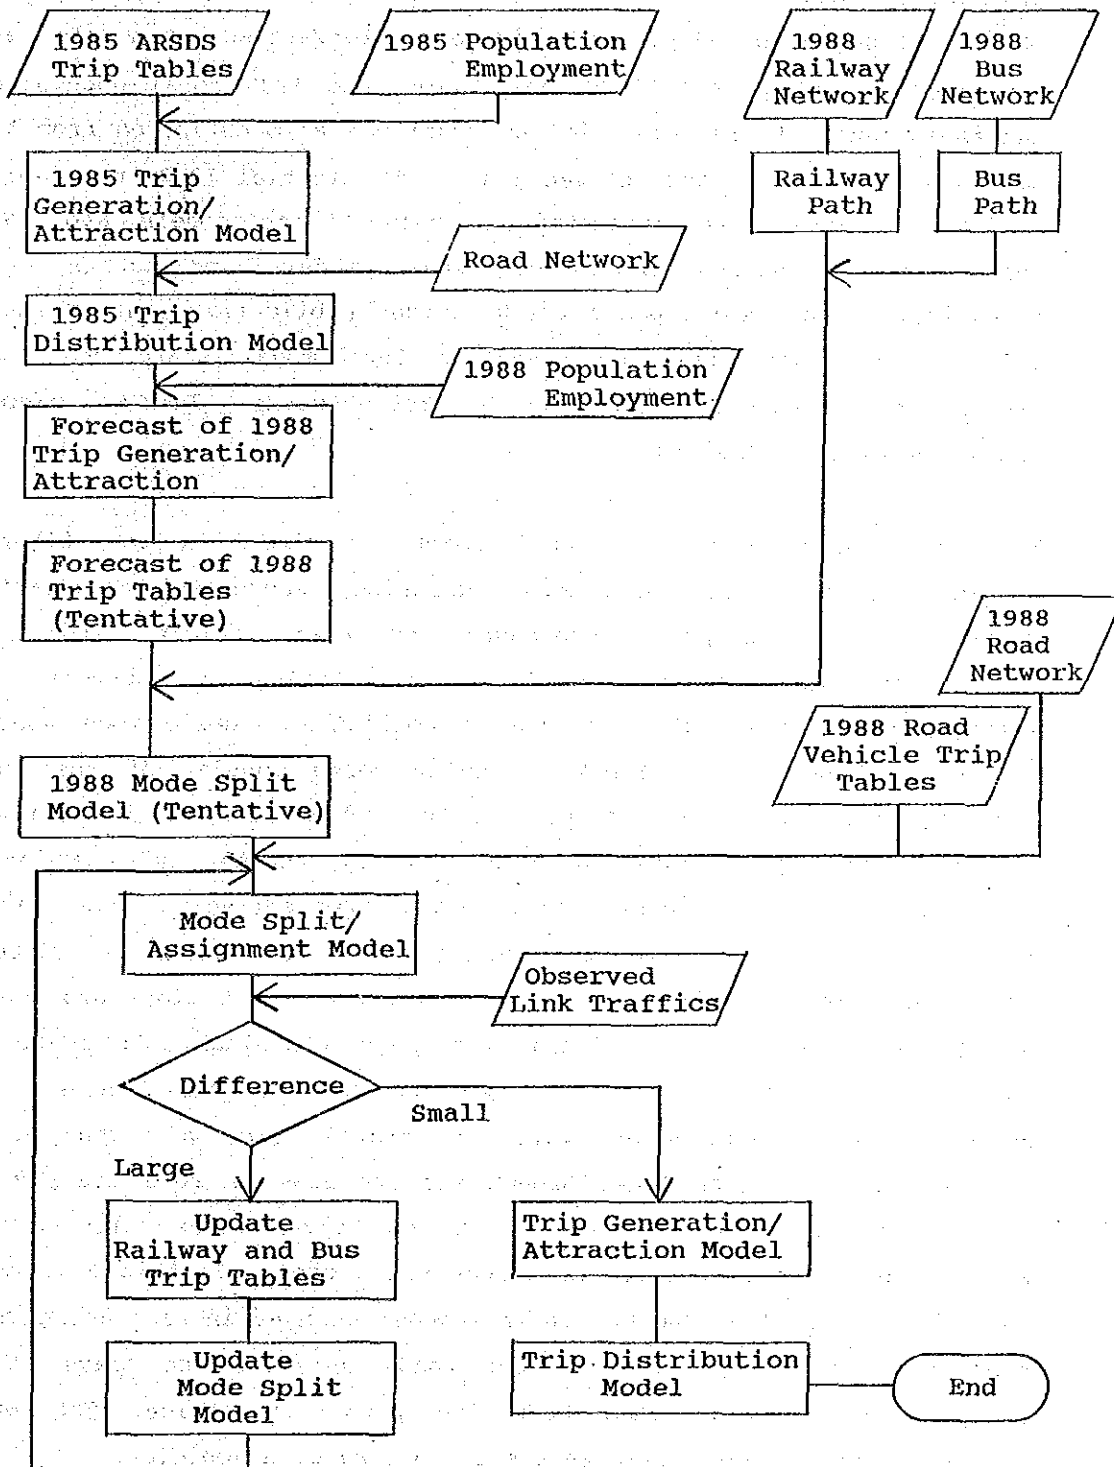 1985 ARSDS
Trip Tables
1985 Population
Employment
1988
Railway
Network
1988
Bus
Network
1985 Trip
Generation/
Attraction Model
Railway
Path
Bus
Path
Road Network
1985 Trip
Distribution Model
1988 Population
Employment
Forecast of 1988
Trip Generation/
Attraction
Forecast of 1988
Trip Tables
(Tentative)
1988
Road
Network
1988 Road
Vehicle Trip
Tables
1988 Mode Split
Model (Tentative)
Mode Split/
Assignment Model
Observed
Link Traffics
Difference
Small
Large
Update
Railway and Bus
Trip Tables
Trip Generation/
Attraction Model
Update
Mode Split
Model
Trip Distribution
Model
End